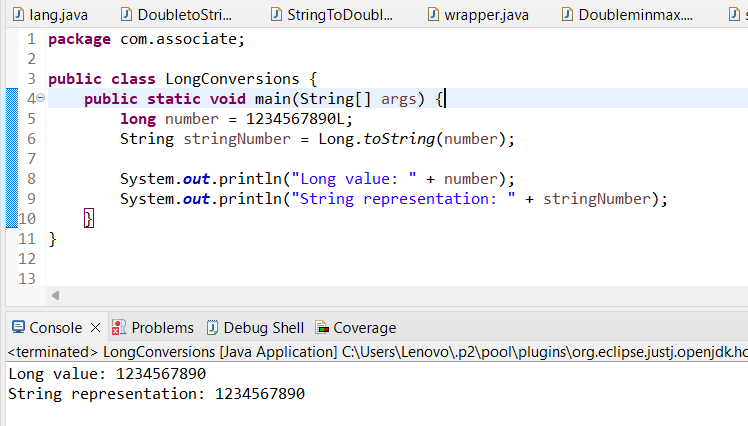 lang.java DoubletoStri... StringToDoubl... wrapper.java Doubleminmax....
1 package com.associate;
2
3 public class LongConversions {
4 public static void main(String[] args) {
5 long number = 1234567890L;
6 String stringNumber = Long.toString(number);
7
8 System.out.println("Long value: " + number);
9 System.out.println("String representation: " + stringNumber);
10 }
11 }
12
13
Console Problems Debug Shell Coverage
<terminated> LongConversions [Java Application] C:\Users\Lenovo\.p2\pool\plugins\org.eclipse.justj.openjdk.ho
Long value: 1234567890
String representation: 1234567890